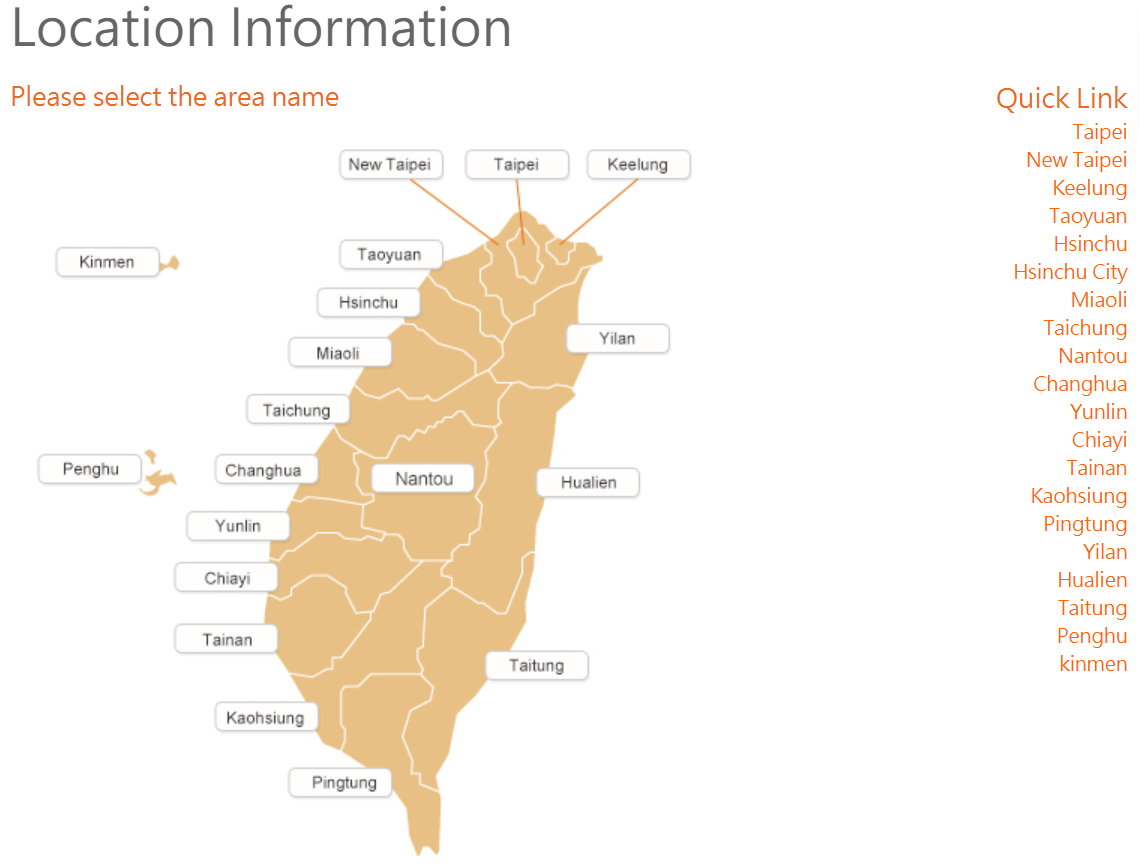 Location Information
Please select the area name
New Taipei
Taipei
Keelung
Kinmen
Taoyuan
Hsinchu
Yilan
Miaoli
Taichung
Penghu
Changhua
Nantou
Hualien
Yunlin
Chiayi
Tainan
Taitung
Kaohsiung
Pingtung
Quick Link
Taipei
New Taipei
Keelung
Taoyuan
Hsinchu
Hsinchu City
Miaoli
Taichung
Nantou
Changhua
Yunlin
Chiayi
Tainan
Kaohsiung
Pingtung
Yilan
Hualien
Taitung
Penghu
kinmen